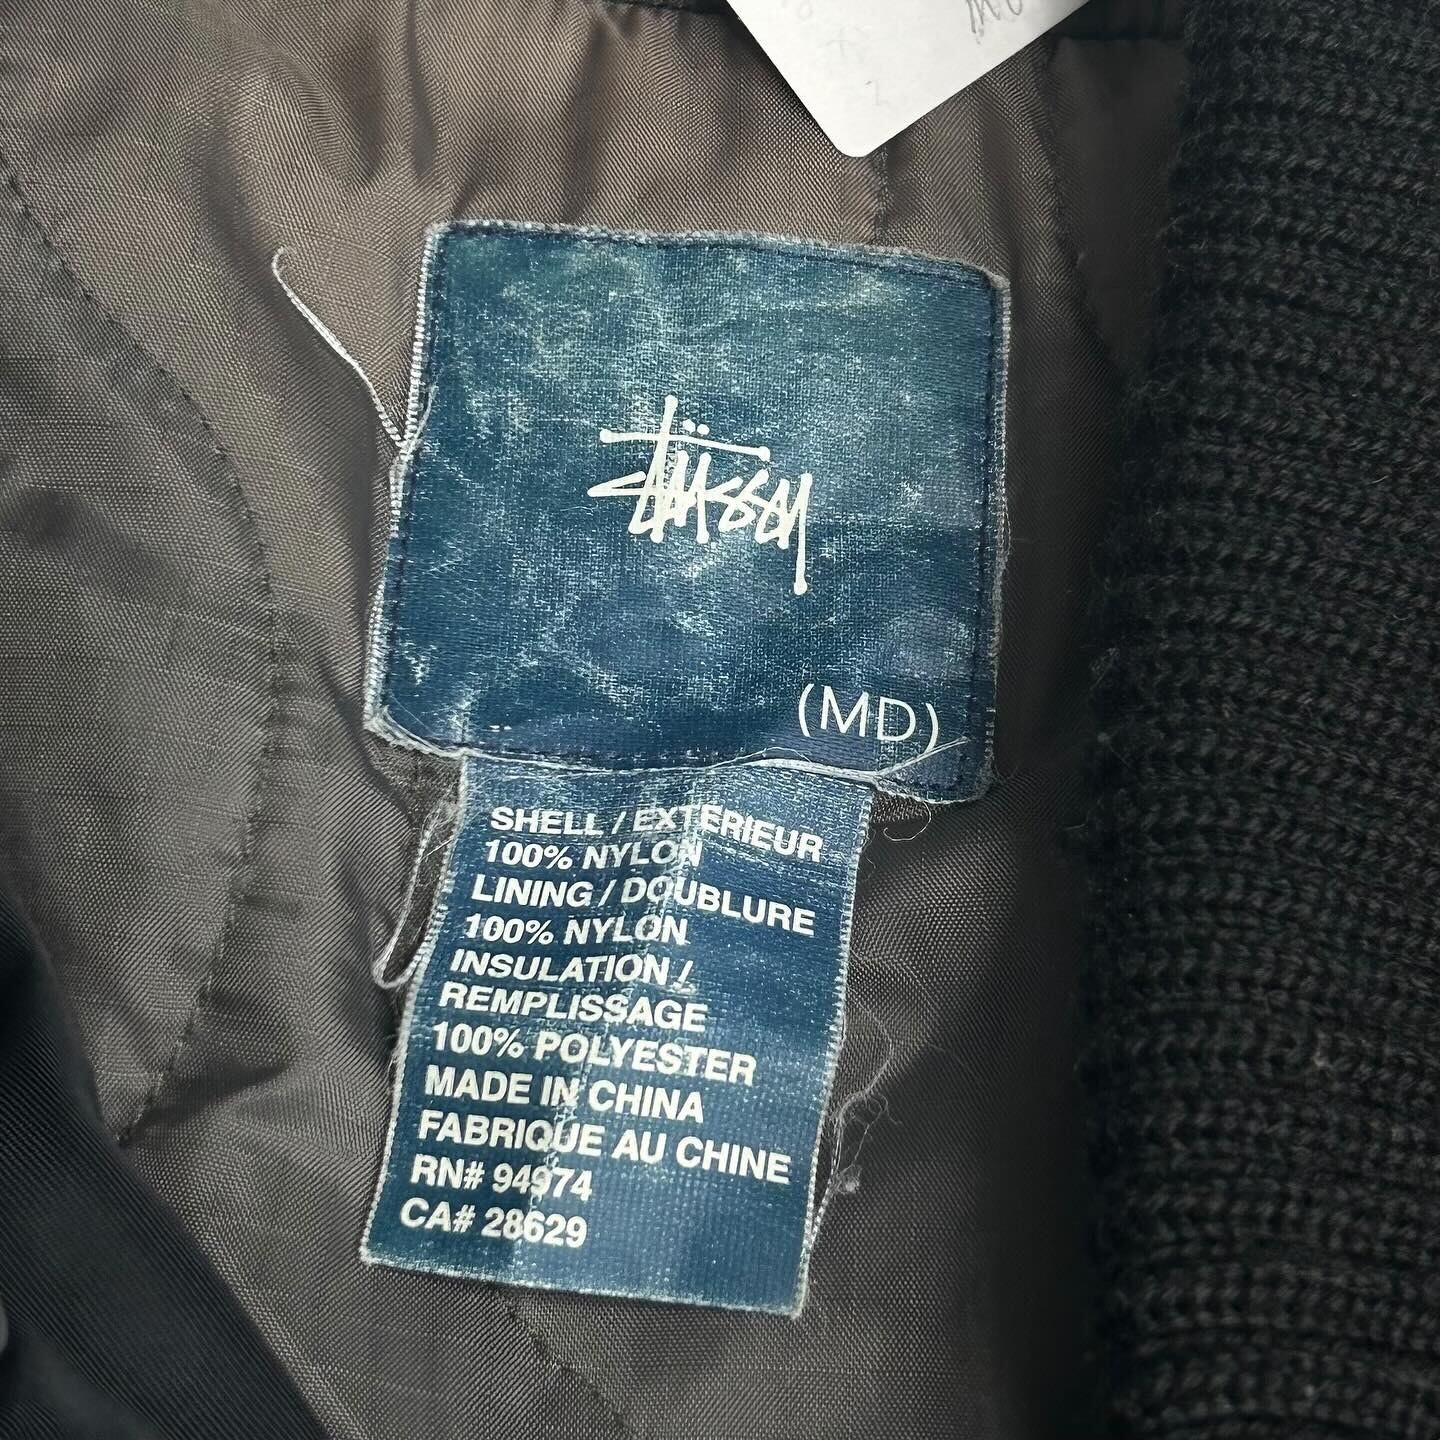 Stüssy
(MD)
SHELL / EXTERIEUR
100% NYLON
LINING / DOUBLURE
100% NYLON
INSULATION /
REMPLISSAGE
100% POLYESTER
MADE IN CHINA
FABRIQUE AU CHINE
RN# 94974
CA# 28629